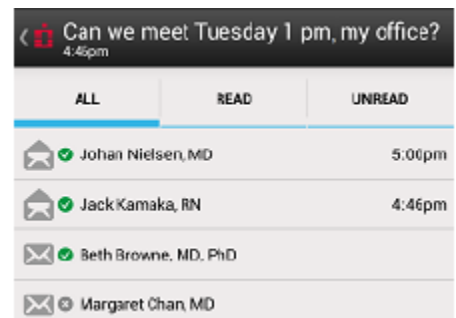 Can we meet Tuesday 1 pm, my office?
4:46pm
ALL READ UNREAD
Johan Nielsen, MD 5:00pm
Jack Kamaka, RN 4:46pm
Beth Browne, MD, PhD
Margaret Chan, MD